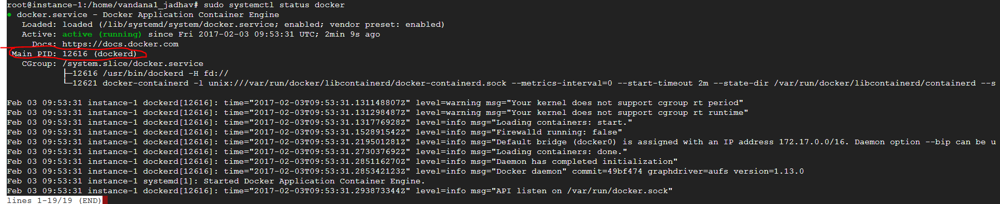 root@instance-1:/home/vandana1_jadhav# sudo systemctl status docker
● docker.service - Docker Application Container Engine
   Loaded: loaded (/lib/systemd/system/docker.service; enabled; vendor preset: enabled)
   Active: active (running) since Fri 2017-02-03 09:53:31 UTC; 2min 9s ago
     Docs: https://docs.docker.com
 Main PID: 12616 (dockerd)
   CGroup: /system.slice/docker.service
           ├─12616 /usr/bin/dockerd -H fd://
           └─12621 docker-containerd -l unix:///var/run/docker/libcontainerd/docker-containerd.sock --metrics-interval=0 --start-timeout 2m --state-dir /var/run/docker/libcontainerd/containerd --s
Feb 03 09:53:31 instance-1 dockerd[12616]: time="2017-02-03T09:53:31.131148807Z" level=warning msg="Your kernel does not support cgroup rt period"
Feb 03 09:53:31 instance-1 dockerd[12616]: time="2017-02-03T09:53:31.131298487Z" level=warning msg="Your kernel does not support cgroup rt runtime"
Feb 03 09:53:31 instance-1 dockerd[12616]: time="2017-02-03T09:53:31.131776928Z" level=info msg="Loading containers: start."
Feb 03 09:53:31 instance-1 dockerd[12616]: time="2017-02-03T09:53:31.152891542Z" level=info msg="Firewalld running: false"
Feb 03 09:53:31 instance-1 dockerd[12616]: time="2017-02-03T09:53:31.219501281Z" level=info msg="Default bridge (docker0) is assigned with an IP address 172.17.0.0/16. Daemon option --bip can be u
Feb 03 09:53:31 instance-1 dockerd[12616]: time="2017-02-03T09:53:31.273037692Z" level=info msg="Loading containers: done."
Feb 03 09:53:31 instance-1 dockerd[12616]: time="2017-02-03T09:53:31.285116270Z" level=info msg="Daemon has completed initialization"
Feb 03 09:53:31 instance-1 dockerd[12616]: time="2017-02-03T09:53:31.285342123Z" level=info msg="Docker daemon" commit=49bf474 graphdriver=aufs version=1.13.0
Feb 03 09:53:31 instance-1 systemd[1]: Started Docker Application Container Engine.
Feb 03 09:53:31 instance-1 dockerd[12616]: time="2017-02-03T09:53:31.293873344Z" level=info msg="API listen on /var/run/docker.sock"
lines 1-19/19 (END)